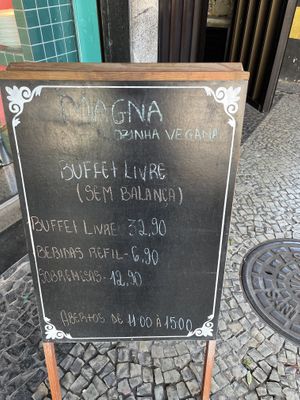 MAGNA
COZINHA VEGANA
BUFFET LIVRE
(SEM BALANÇA)
BUFFET LIVRE - 32,90
BEBIDAS REFIL - 6,90
SOBREMESAS - 12,90
ABERTOS DE 11:00 À 15:00